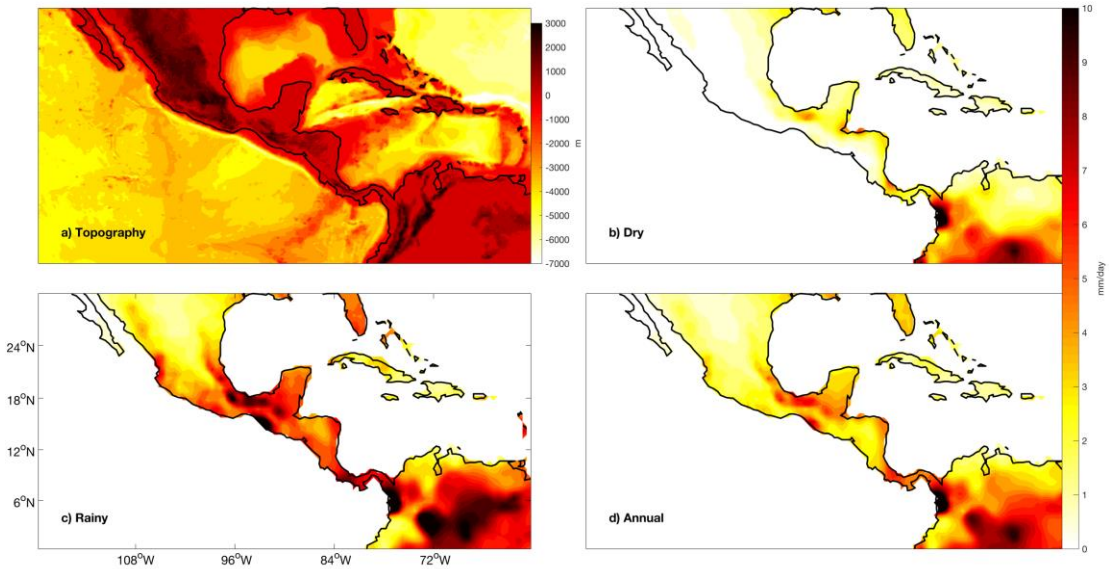 3000
2000
1000
0
-1000
-2000
-3000
-4000
-5000
-6000
-7000
m
a) Topography
b) Dry
10
9
8
7
6
5
4
3
2
1
0
mm/day
24°N
18°N
12°N
6°N
c) Rainy
108°W
96°W
84°W
72°W
d) Annual